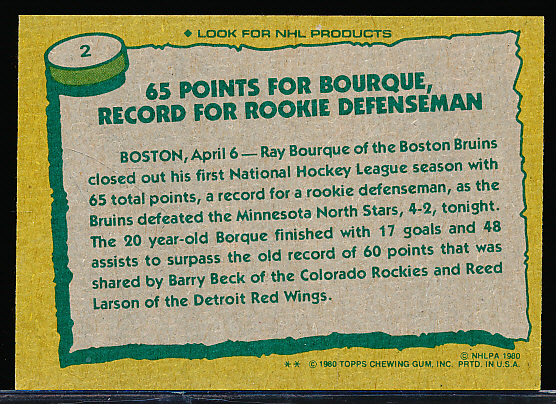 ◆ LOOK FOR NHL PRODUCTS
2
65 POINTS FOR BOURQUE,
RECORD FOR ROOKIE DEFENSEMAN
BOSTON, April 6 — Ray Bourque of the Boston Bruins
closed out his first National Hockey League season with
65 total points, a record for a rookie defenseman, as the
Bruins defeated the Minnesota North Stars, 4-2, tonight.
The 20 year-old Borque finished with 17 goals and 48
assists to surpass the old record of 60 points that was
shared by Barry Beck of the Colorado Rockies and Reed
Larson of the Detroit Red Wings.
© NHLPA 1980
** © 1980 TOPPS CHEWING GUM, INC. PRTD. IN U.S.A.